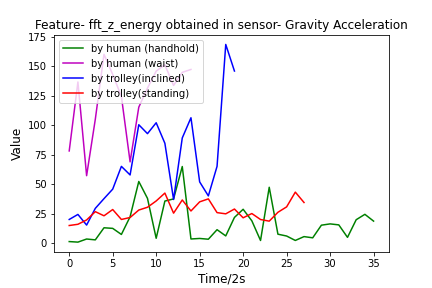 Feature- fft_z_energy obtained in sensor- Gravity Acceleration
175
150
125
100
75
50
25
0
Value
by human (handhold)
by human (waist)
by trolley(inclined)
by trolley(standing)
0 5 10 15 20 25 30 35
Time/2s